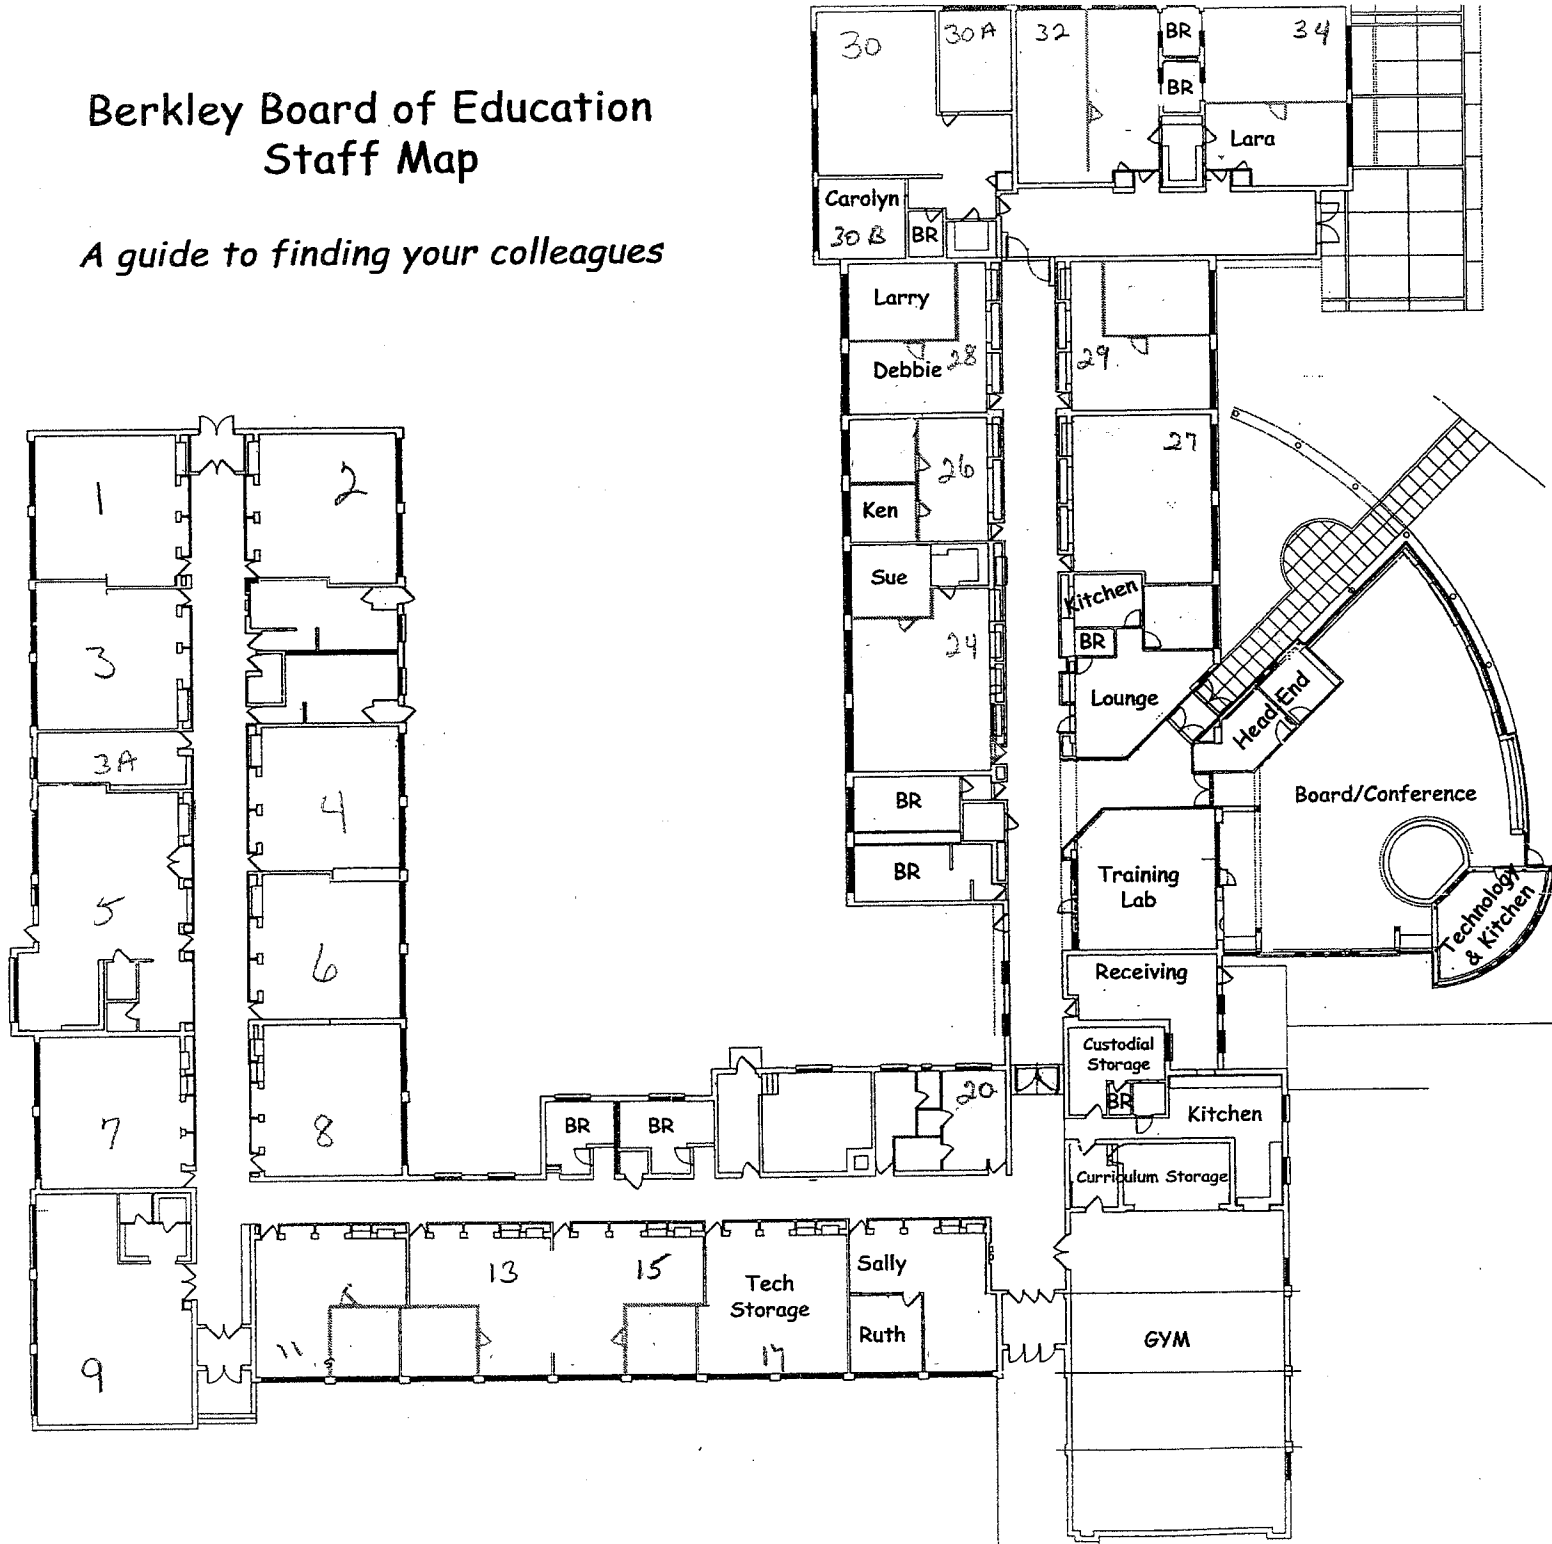 Berkley Board of Education
Staff Map
A guide to finding your colleagues
30
30A
32
BR
34
BR
Lara
Carolyn
30B
BR
Larry
Debbie
28
29
26
Ken
27
Sue
24
Kitchen
BR
Lounge
Head End
BR
BR
Board/Conference
Training
Lab
Technology
& Kitchen
Receiving
Custodial
Storage
BR
Kitchen
Curriculum Storage
GYM
1
2
3
3A
4
5
6
7
8
9
BR
BR
20
11
13
15
Tech
Storage
17
Sally
Ruth